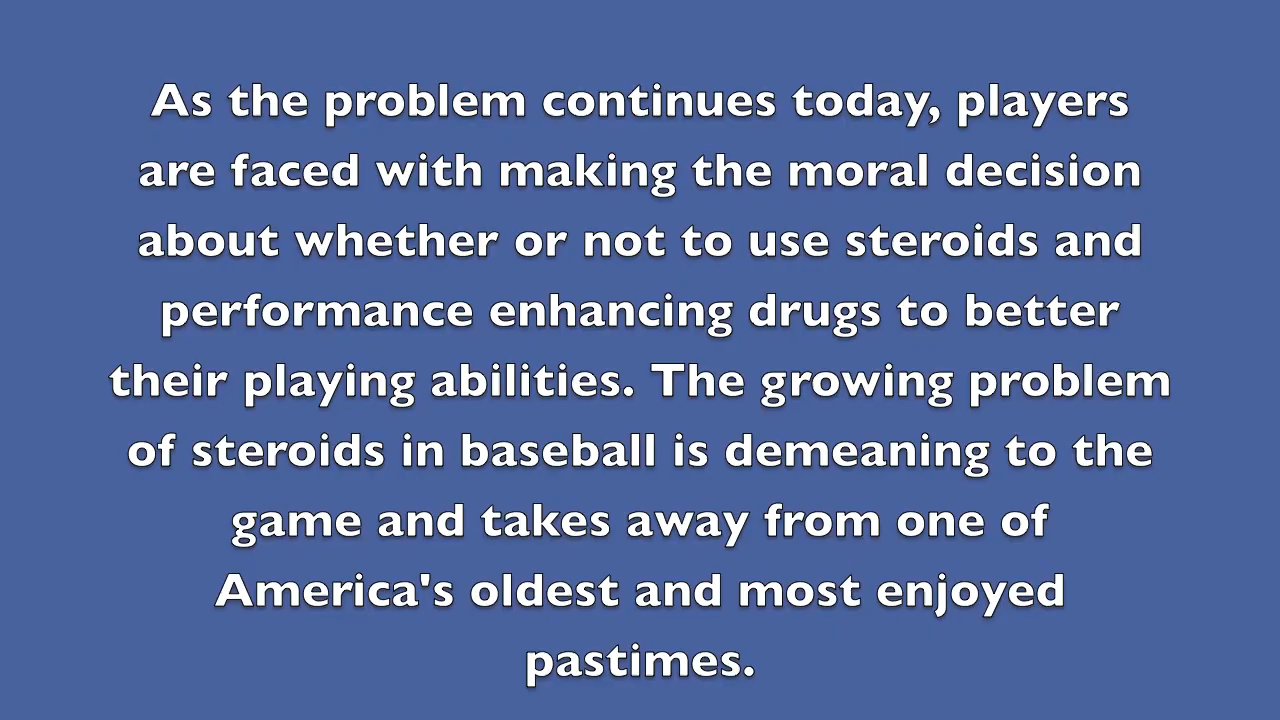 As the problem continues today, players
are faced with making the moral decision
about whether or not to use steroids and
performance enhancing drugs to better
their playing abilities. The growing problem
of steroids in baseball is demeaning to the
game and takes away from one of
America's oldest and most enjoyed
pastimes.